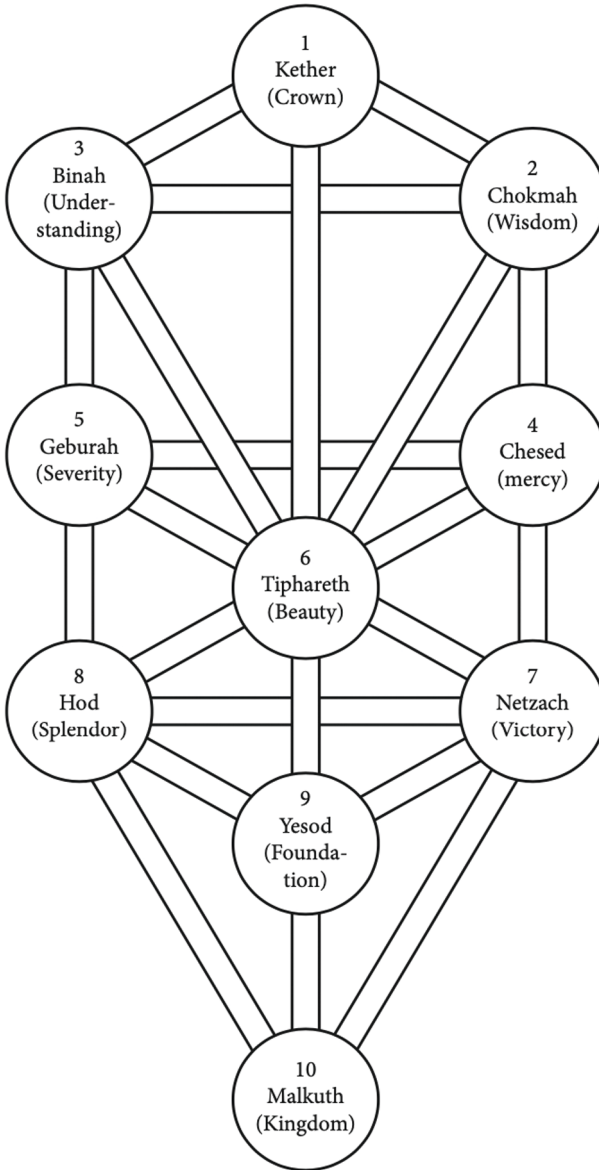 1
Kether
(Crown)
3
Binah
(Under-
standing)
2
Chokmah
(Wisdom)
5
Geburah
(Severity)
4
Chesed
(mercy)
6
Tiphareth
(Beauty)
8
Hod
(Splendor)
7
Netzach
(Victory)
9
Yesod
(Founda-
tion)
10
Malkuth
(Kingdom)